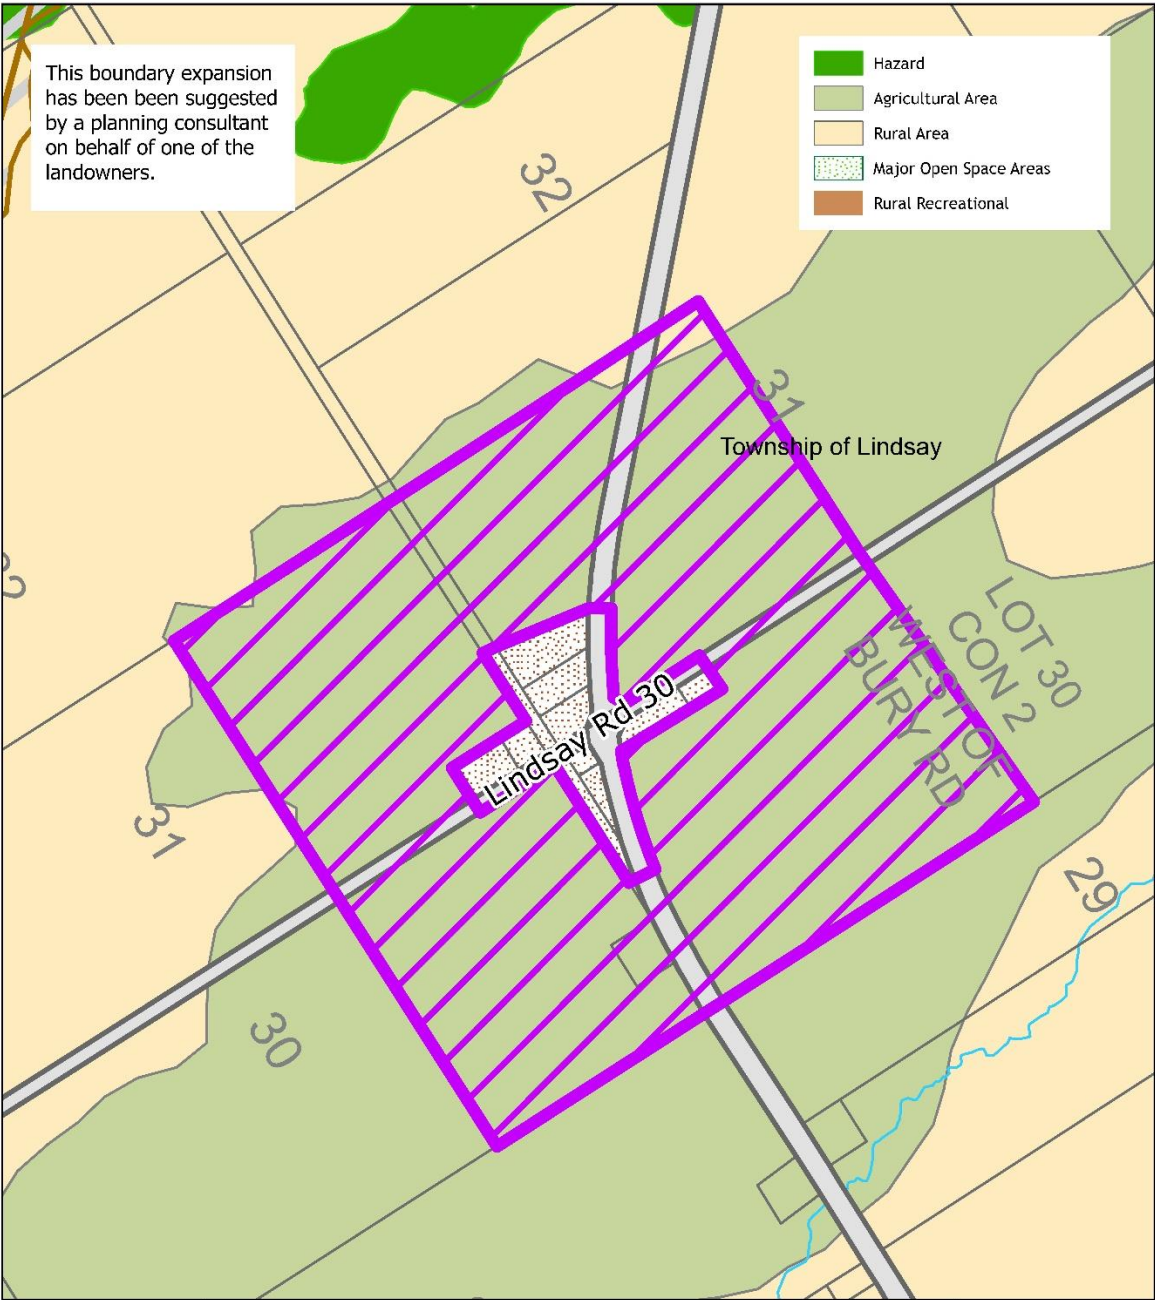 This boundary expansion
has been been suggested
by a planning consultant
on behalf of one of the
landowners.
Hazard
Agricultural Area
Rural Area
Major Open Space Areas
Rural Recreational
32
31
Township of Lindsay
LOT 30
CON 2
WEST OF
BURY RD
Lindsay Rd 30
31
29
30